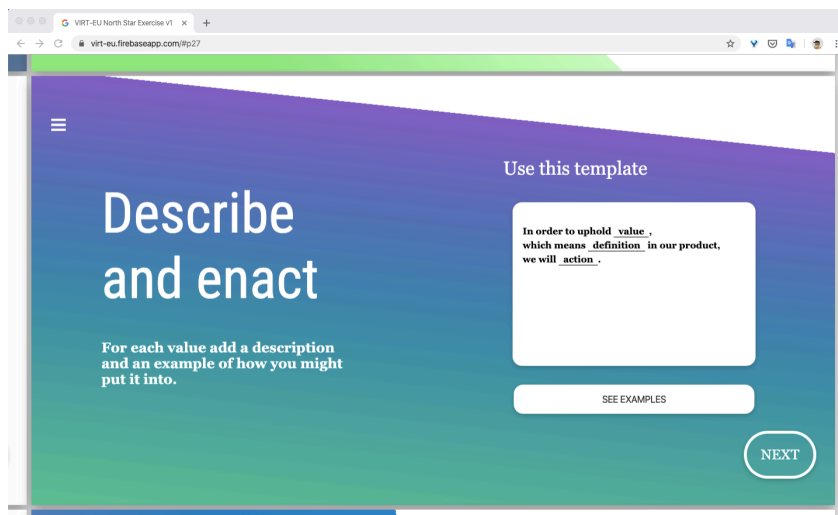 VIRT-EU North Star Exercise v1
virt-eu.firebaseapp.com/#p27
Describe
and enact
For each value add a description
and an example of how you might
put it into.
Use this template
In order to uphold value ,
which means definition in our product,
we will action .
SEE EXAMPLES
NEXT